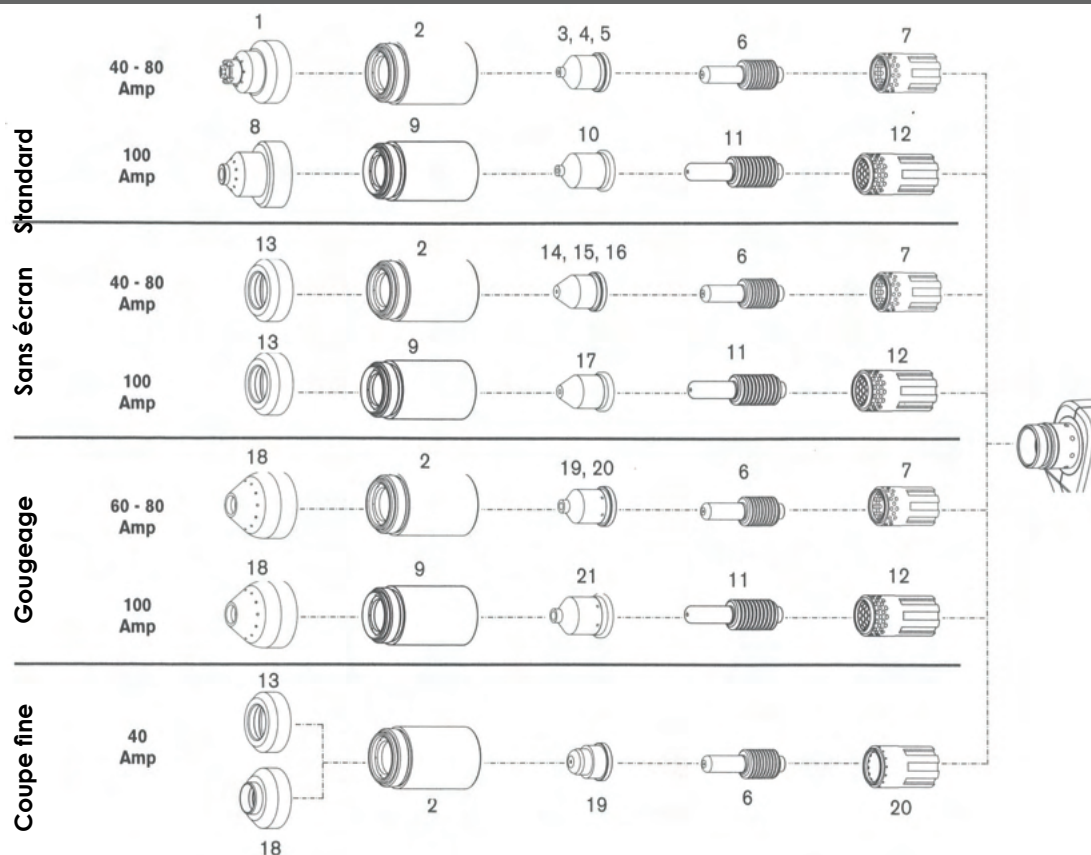 1 2 3, 4, 5 6 7
40 - 80
Amp
Standard
8 9 10 11 12
100
Amp
13 2 14, 15, 16 6 7
40 - 80
Amp
Sans écran
13 9 17 11 12
100
Amp
18 2 19, 20 6 7
60 - 80
Amp
Gougeage
18 9 21 11 12
100
Amp
13
40
Amp
Coupe fine
2 19 6 20
18